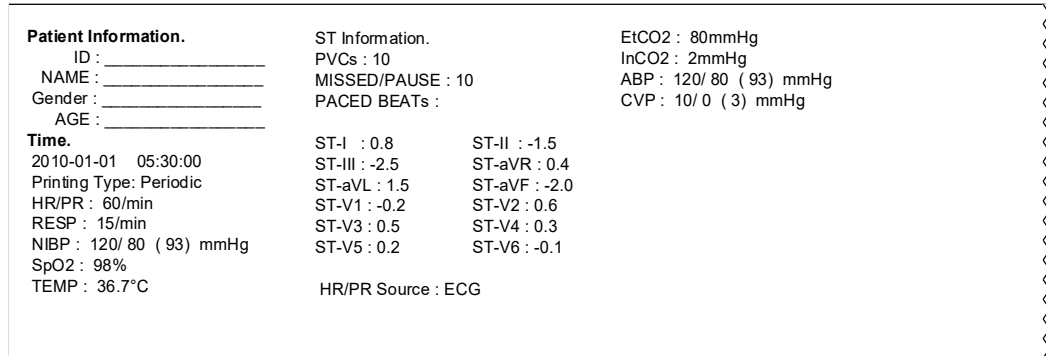 Patient Information.
ID : __________________
NAME : __________________
Gender : __________________
AGE : __________________
Time.
2010-01-01 05:30:00
Printing Type: Periodic
HR/PR : 60/min
RESP : 15/min
NIBP : 120/ 80 ( 93) mmHg
SpO2 : 98%
TEMP : 36.7°C
ST Information.
PVCs : 10
MISSED/PAUSE : 10
PACED BEATs :
ST-I : 0.8 ST-II : -1.5
ST-III : -2.5 ST-aVR : 0.4
ST-aVL : 1.5 ST-aVF : -2.0
ST-V1 : -0.2 ST-V2 : 0.6
ST-V3 : 0.5 ST-V4 : 0.3
ST-V5 : 0.2 ST-V6 : -0.1
HR/PR Source : ECG
EtCO2 : 80mmHg
InCO2 : 2mmHg
ABP : 120/ 80 ( 93) mmHg
CVP : 10/ 0 ( 3) mmHg